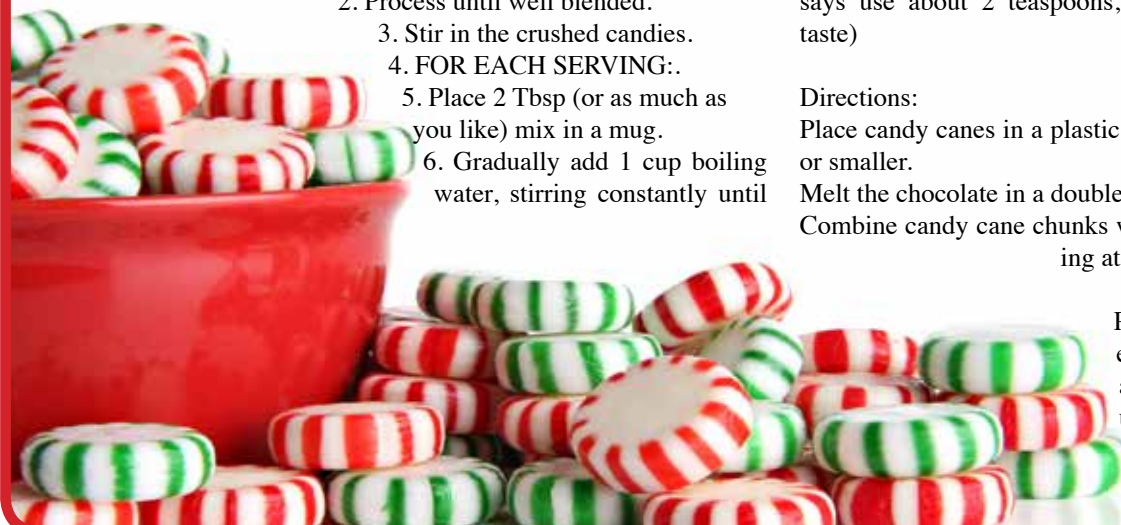 2. Process until well blended.
3. Stir in the crushed candies.
4. FOR EACH SERVING:.
5. Place 2 Tbsp (or as much as
you like) mix in a mug.
6. Gradually add 1 cup boiling
water, stirring constantly until
says use about 2 teaspoons,
taste)
Directions:
Place candy canes in a plastic
or smaller.
Melt the chocolate in a double
Combine candy cane chunks
ing at